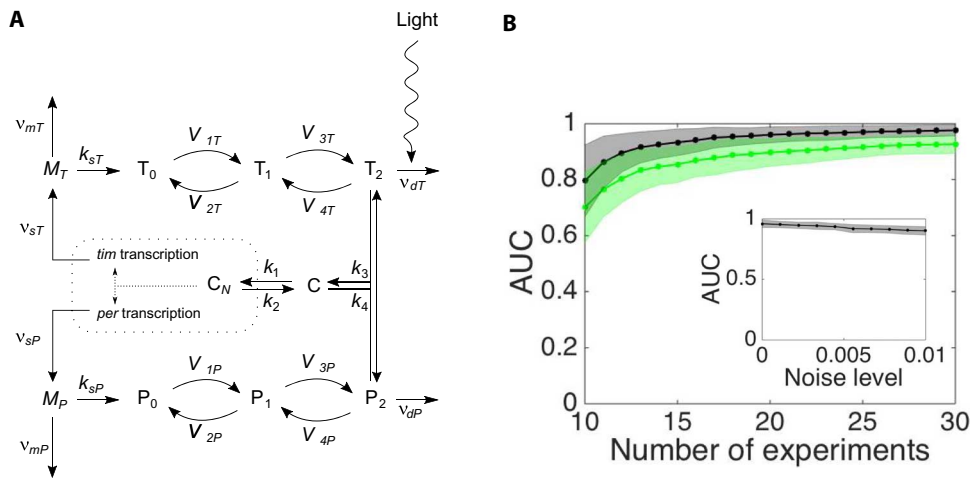 A
Light
ν_mT
V_1T
V_3T
k_sT
M_T
T_0
T_1
T_2
V_2T
V_4T
ν_dT
ν_sT
tim transcription
k_1
k_3
C_N
C
k_2
k_4
per transcription
ν_sP
V_1P
V_3P
k_sP
M_P
P_0
P_1
P_2
V_2P
V_4P
ν_dP
ν_mP
B
1
0.8
0.6
0.4
0.2
0
AUC
10
15
20
25
30
Number of experiments
1
0.5
0
AUC
0
0.005
0.01
Noise level